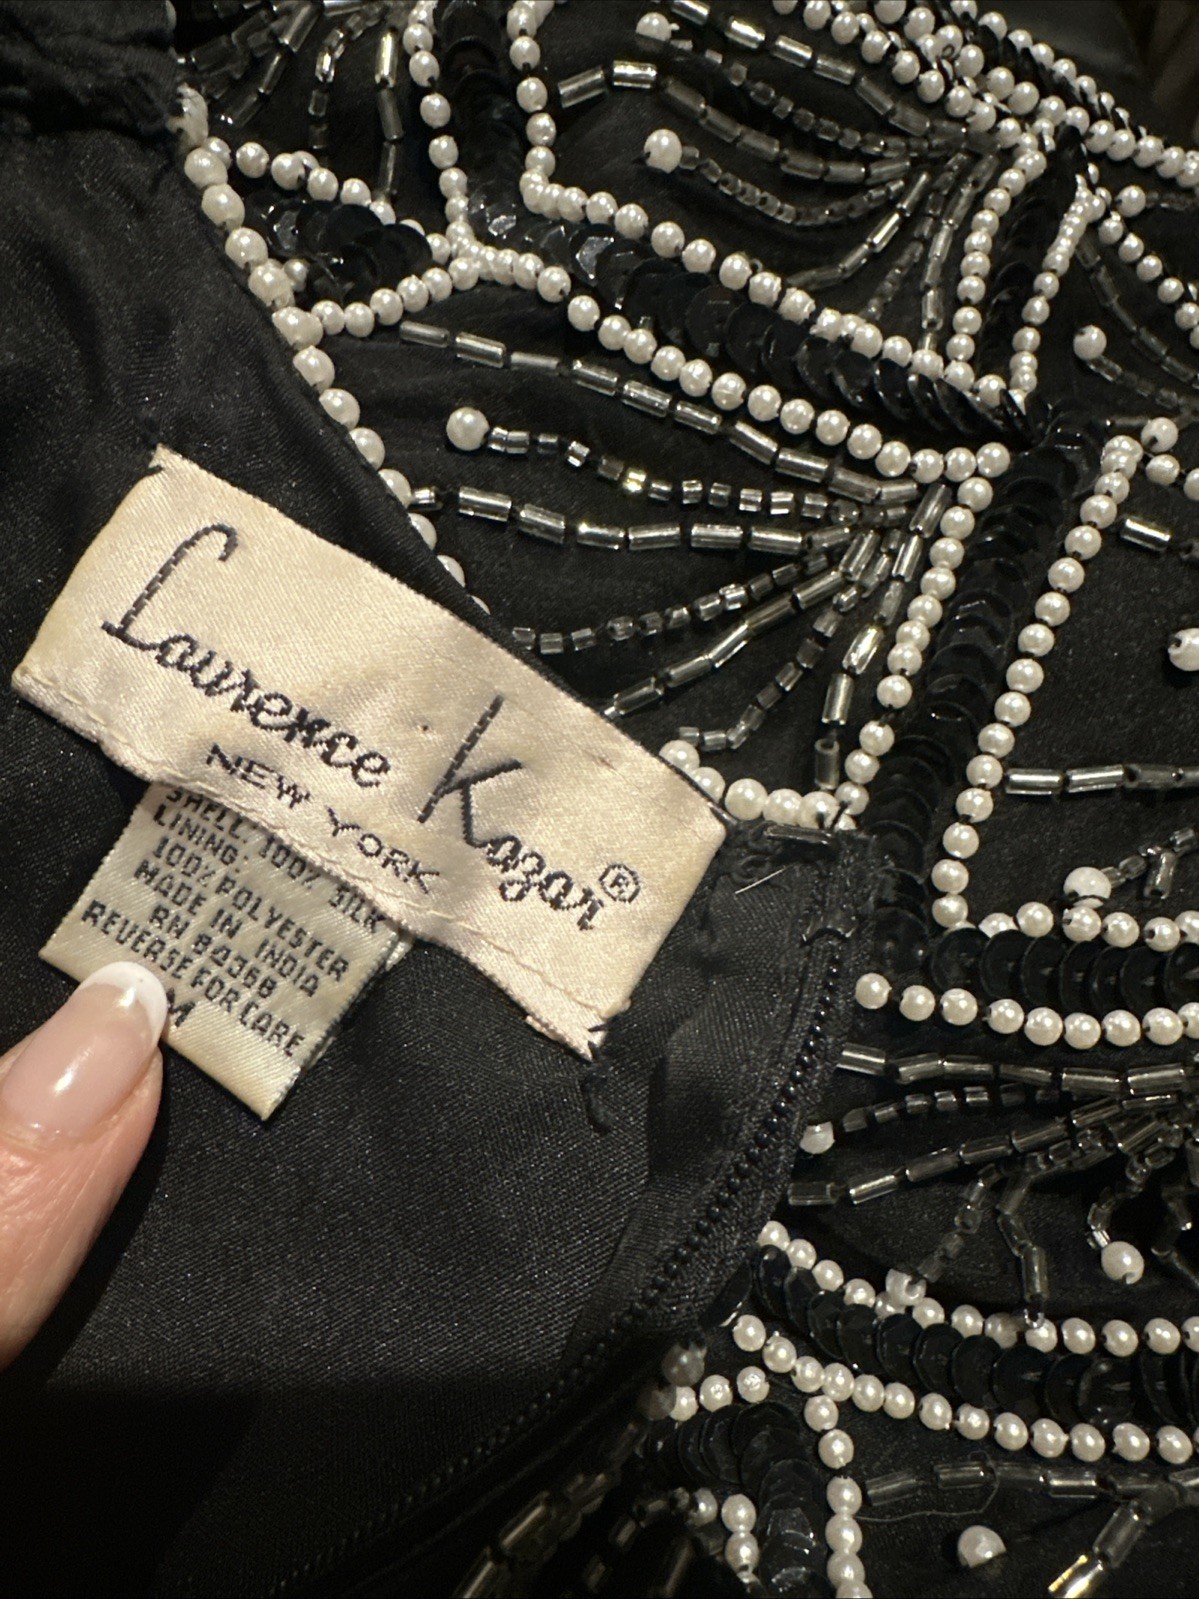 Laurence Kazar®
NEW YORK
SHELL: 100% SILK
LINING:
100% POLYESTER
MADE IN INDIA
RN 84368
REVERSE FOR CARE
M